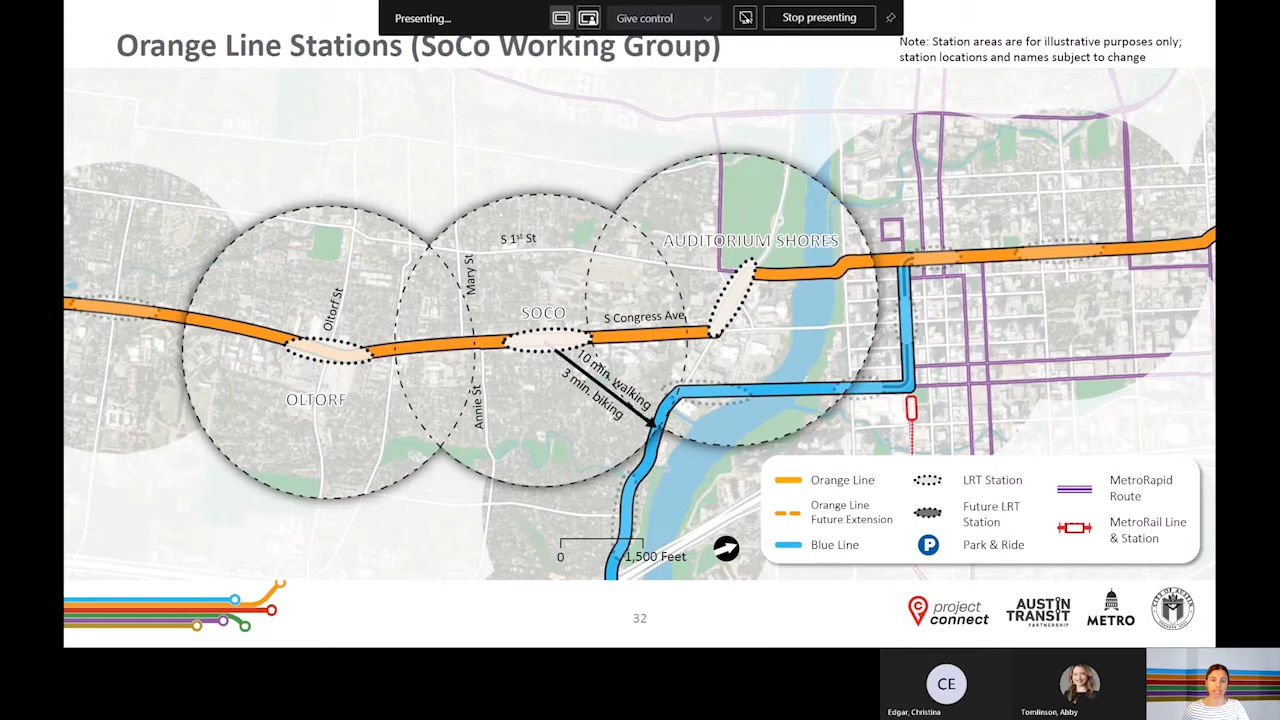 Presenting...
Give control
Stop presenting
Orange Line Stations (SoCo Working Group)
Note: Station areas are for illustrative purposes only;
station locations and names subject to change
S 1st St
AUDITORIUM SHORES
Mary St
Oltorf St
SOCO
S Congress Ave
10 min. walking
3 min. biking
OLTORF
Annie St
0
1,500 Feet
Orange Line
Orange Line
Future Extension
Blue Line
LRT Station
Future LRT
Station
P
Park & Ride
MetroRapid
Route
MetroRail Line
& Station
32
C
project
connect
AUSTIN
TRANSIT
PARTNERSHIP
METRO
CITY OF AUSTIN
CE
Edgar, Christina
Tomlinson, Abby